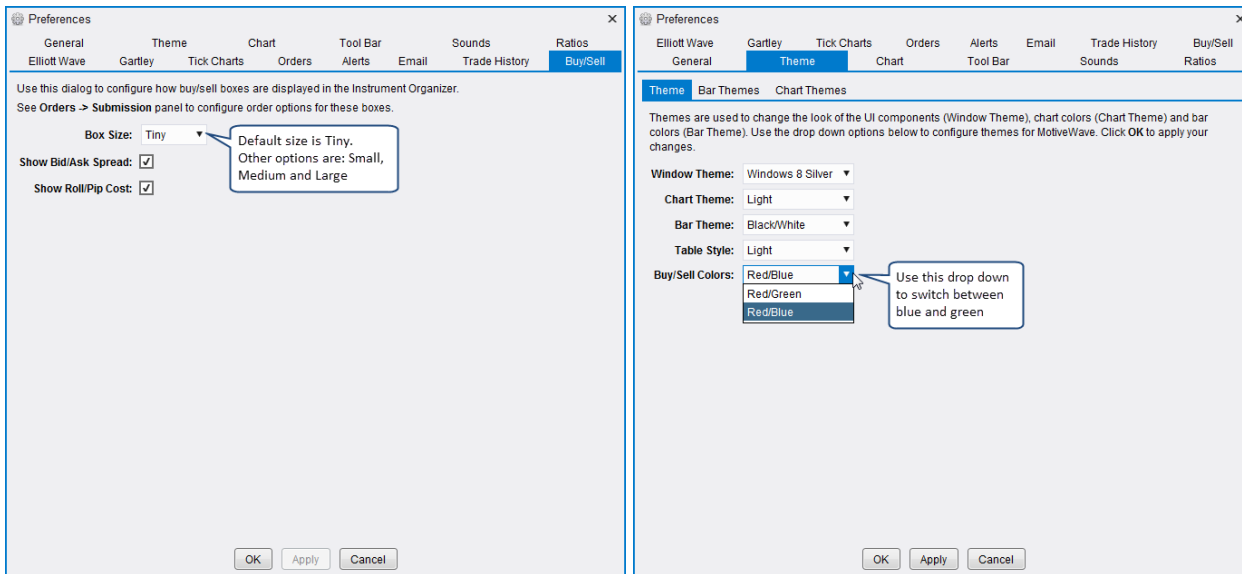 Preferences
General Theme Chart Tool Bar Sounds Ratios
Elliott Wave Gartley Tick Charts Orders Alerts Email Trade History Buy/Sell
Use this dialog to configure how buy/sell boxes are displayed in the Instrument Organizer.
See Orders -> Submission panel to configure order options for these boxes.
Box Size: Tiny
Default size is Tiny.
Other options are: Small,
Medium and Large
Show Bid/Ask Spread:
Show Roll/Pip Cost:
OK Apply Cancel
Preferences
Elliott Wave Gartley Tick Charts Orders Alerts Email Trade History Buy/Sell
General Theme Chart Tool Bar Sounds Ratios
Theme Bar Themes Chart Themes
Themes are used to change the look of the UI components (Window Theme), chart colors (Chart Theme) and bar
colors (Bar Theme). Use the drop down options below to configure themes for MotiveWave. Click OK to apply your
changes.
Window Theme: Windows 8 Silver
Chart Theme: Light
Bar Theme: Black/White
Table Style: Light
Buy/Sell Colors: Red/Blue
Red/Green
Red/Blue
Use this drop down
to switch between
blue and green
OK Apply Cancel